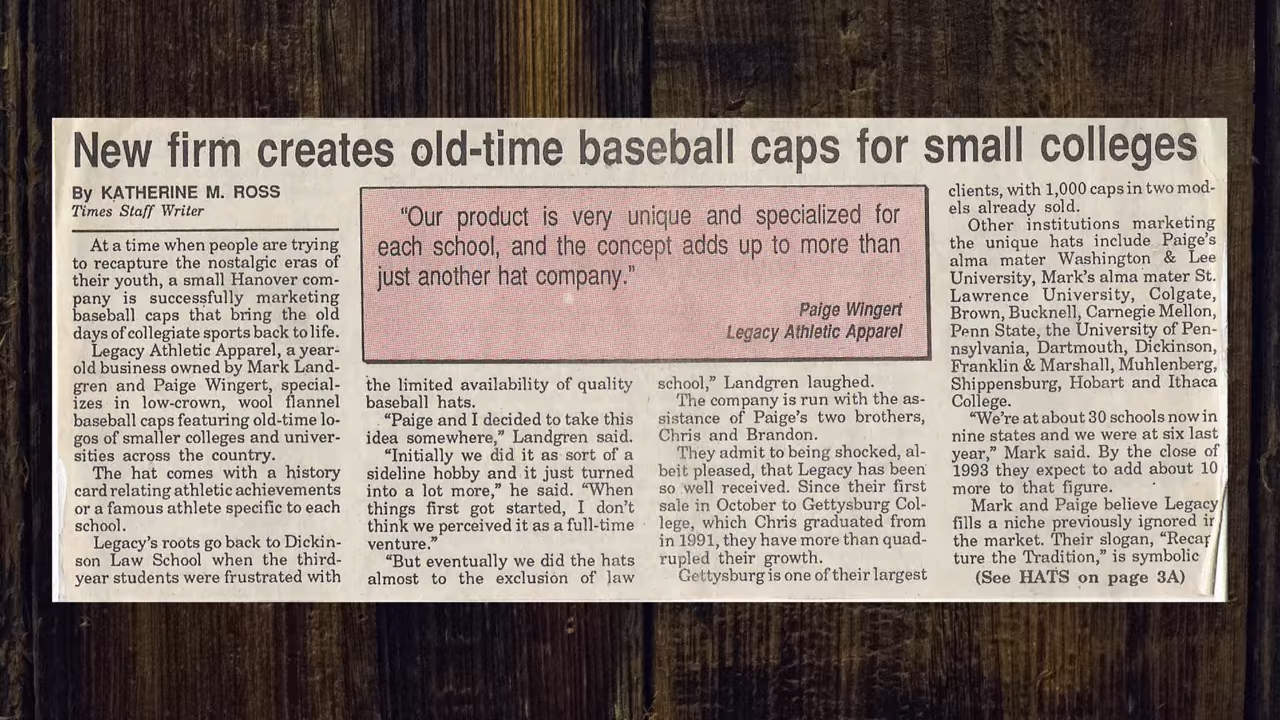 New firm creates old-time baseball caps for small colleges
By KATHERINE M. ROSS
Times Staff Writer
At a time when people are trying
to recapture the nostalgic eras of
their youth, a small Hanover com-
pany is successfully marketing
baseball caps that bring the old
days of collegiate sports back to life.
Legacy Athletic Apparel, a year-
old business owned by Mark Land-
gren and Paige Wingert, special-
izes in low-crown, wool flannel
baseball caps featuring old-time lo-
gos of smaller colleges and univer-
sities across the country.
The hat comes with a history
card relating athletic achievements
or a famous athlete specific to each
school.
Legacy's roots go back to Dickin-
son Law School when the third-
year students were frustrated with
"Our product is very unique and specialized for
each school, and the concept adds up to more than
just another hat company."
Paige Wingert
Legacy Athletic Apparel
the limited availability of quality
baseball hats.
"Paige and I decided to take this
idea somewhere," Landgren said.
"Initially we did it as sort of a
sideline hobby and it just turned
into a lot more," he said. "When
things first got started, I don't
think we perceived it as a full-time
venture."
"But eventually we did the hats
almost to the exclusion of law
school," Landgren laughed.
The company is run with the as-
sistance of Paige's two brothers,
Chris and Brandon.
They admit to being shocked, al-
beit pleased, that Legacy has been
so well received. Since their first
sale in October to Gettysburg Col-
lege, which Chris graduated from
in 1991, they have more than quad-
rupled their growth.
Gettysburg is one of their largest
clients, with 1,000 caps in two mod-
els already sold.
Other institutions marketing
the unique hats include Paige's
alma mater Washington & Lee
University, Mark's alma mater St.
Lawrence University, Colgate,
Brown, Bucknell, Carnegie Mellon,
Penn State, the University of Pen-
nsylvania, Dartmouth, Dickinson,
Franklin & Marshall, Muhlenberg,
Shippensburg, Hobart and Ithaca
College.
"We're at about 30 schools now in
nine states and we were at six last
year," Mark said. By the close of
1993 they expect to add about 10
more to that figure.
Mark and Paige believe Legacy
fills a niche previously ignored in
the market. Their slogan, "Recap
ture the Tradition," is symbolic
(See HATS on page 3A)